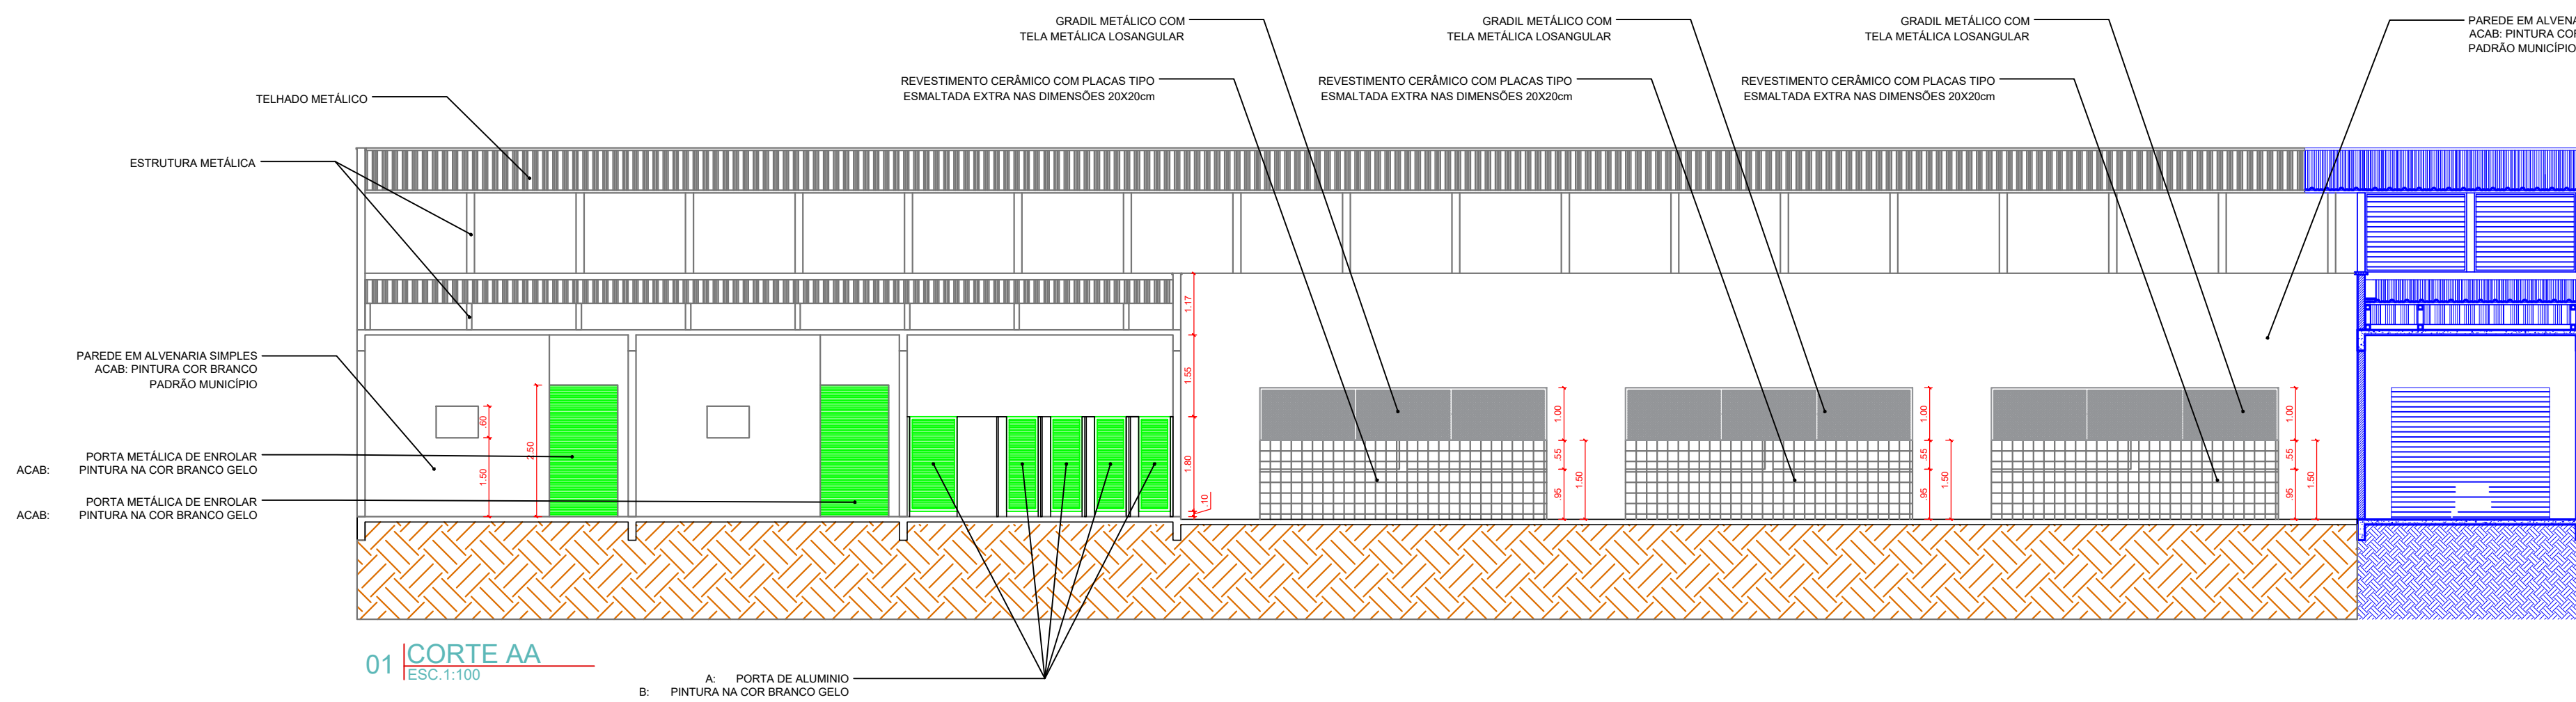 GRADIL METÁLICO COM
TELA METÁLICA LOSANGULAR
GRADIL METÁLICO COM
TELA METÁLICA LOSANGULAR
GRADIL METÁLICO COM
TELA METÁLICA LOSANGULAR
PAREDE EM
ACAB: PINTURA
PADRÃO MUNICÍPIO
REVESTIMENTO CERÂMICO COM PLACAS TIPO
ESMALTADA EXTRA NAS DIMENSÕES 20X20cm
REVESTIMENTO CERÂMICO COM PLACAS TIPO
ESMALTADA EXTRA NAS DIMENSÕES 20X20cm
REVESTIMENTO CERÂMICO COM PLACAS TIPO
ESMALTADA EXTRA NAS DIMENSÕES 20X20cm
TELHADO METÁLICO
ESTRUTURA METÁLICA
PAREDE EM ALVENARIA SIMPLES
ACAB: PINTURA COR BRANCO
PADRÃO MUNICÍPIO
PORTA METÁLICA DE ENROLAR
ACAB: PINTURA NA COR BRANCO GELO
PORTA METÁLICA DE ENROLAR
ACAB: PINTURA NA COR BRANCO GELO
.60
1.50
2.50
1.17
1.55
1.80
.10
1.00
.55
.95
1.50
1.00
.55
.95
1.50
1.00
.55
.95
1.50
01 CORTE AA
ESC.1:100
A: PORTA DE ALUMINIO
B: PINTURA NA COR BRANCO GELO